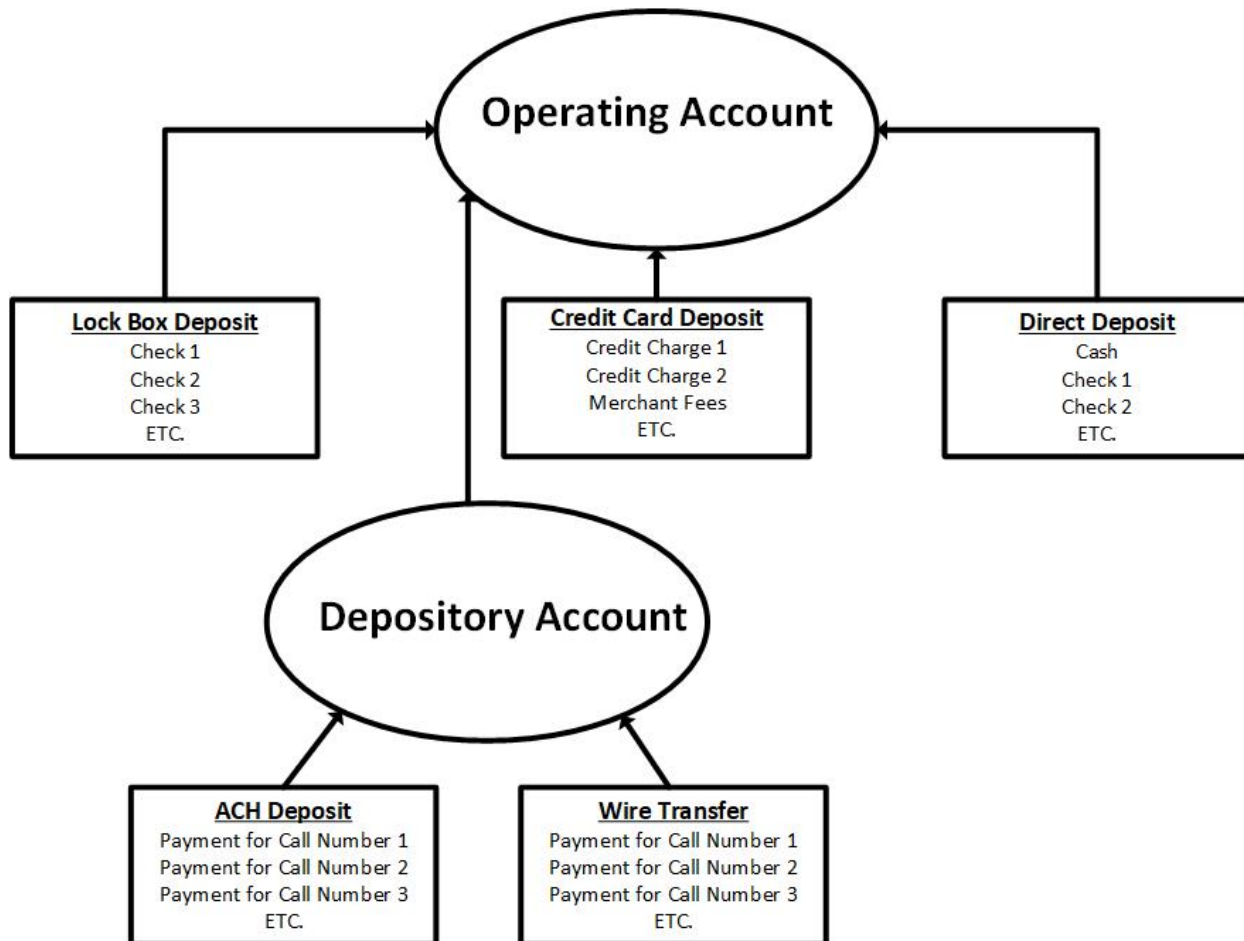 Operating Account
Lock Box Deposit
Check 1
Check 2
Check 3
ETC.
Credit Card Deposit
Credit Charge 1
Credit Charge 2
Merchant Fees
ETC.
Direct Deposit
Cash
Check 1
Check 2
ETC.
Depository Account
ACH Deposit
Payment for Call Number 1
Payment for Call Number 2
Payment for Call Number 3
ETC.
Wire Transfer
Payment for Call Number 1
Payment for Call Number 2
Payment for Call Number 3
ETC.